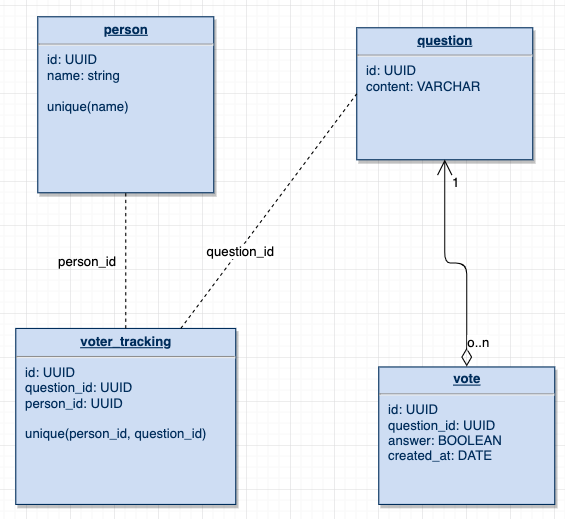 person
id: UUID
name: string
unique(name)
question
id: UUID
content: VARCHAR
1
person_id
question_id
voter_tracking
id: UUID
question_id: UUID
person_id: UUID
unique(person_id, question_id)
o..n
vote
id: UUID
question_id: UUID
answer: BOOLEAN
created_at: DATE